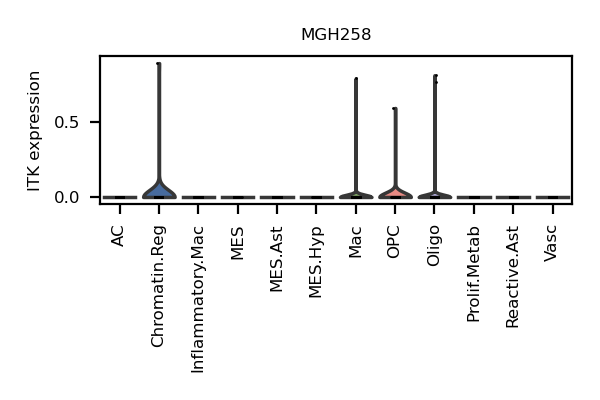 MGH258
ITK expression
0.5
0.0
AC
Chromatin.Reg
Inflammatory.Mac
MES
MES.Ast
MES.Hyp
Mac
OPC
Oligo
Prolif.Metab
Reactive.Ast
Vasc